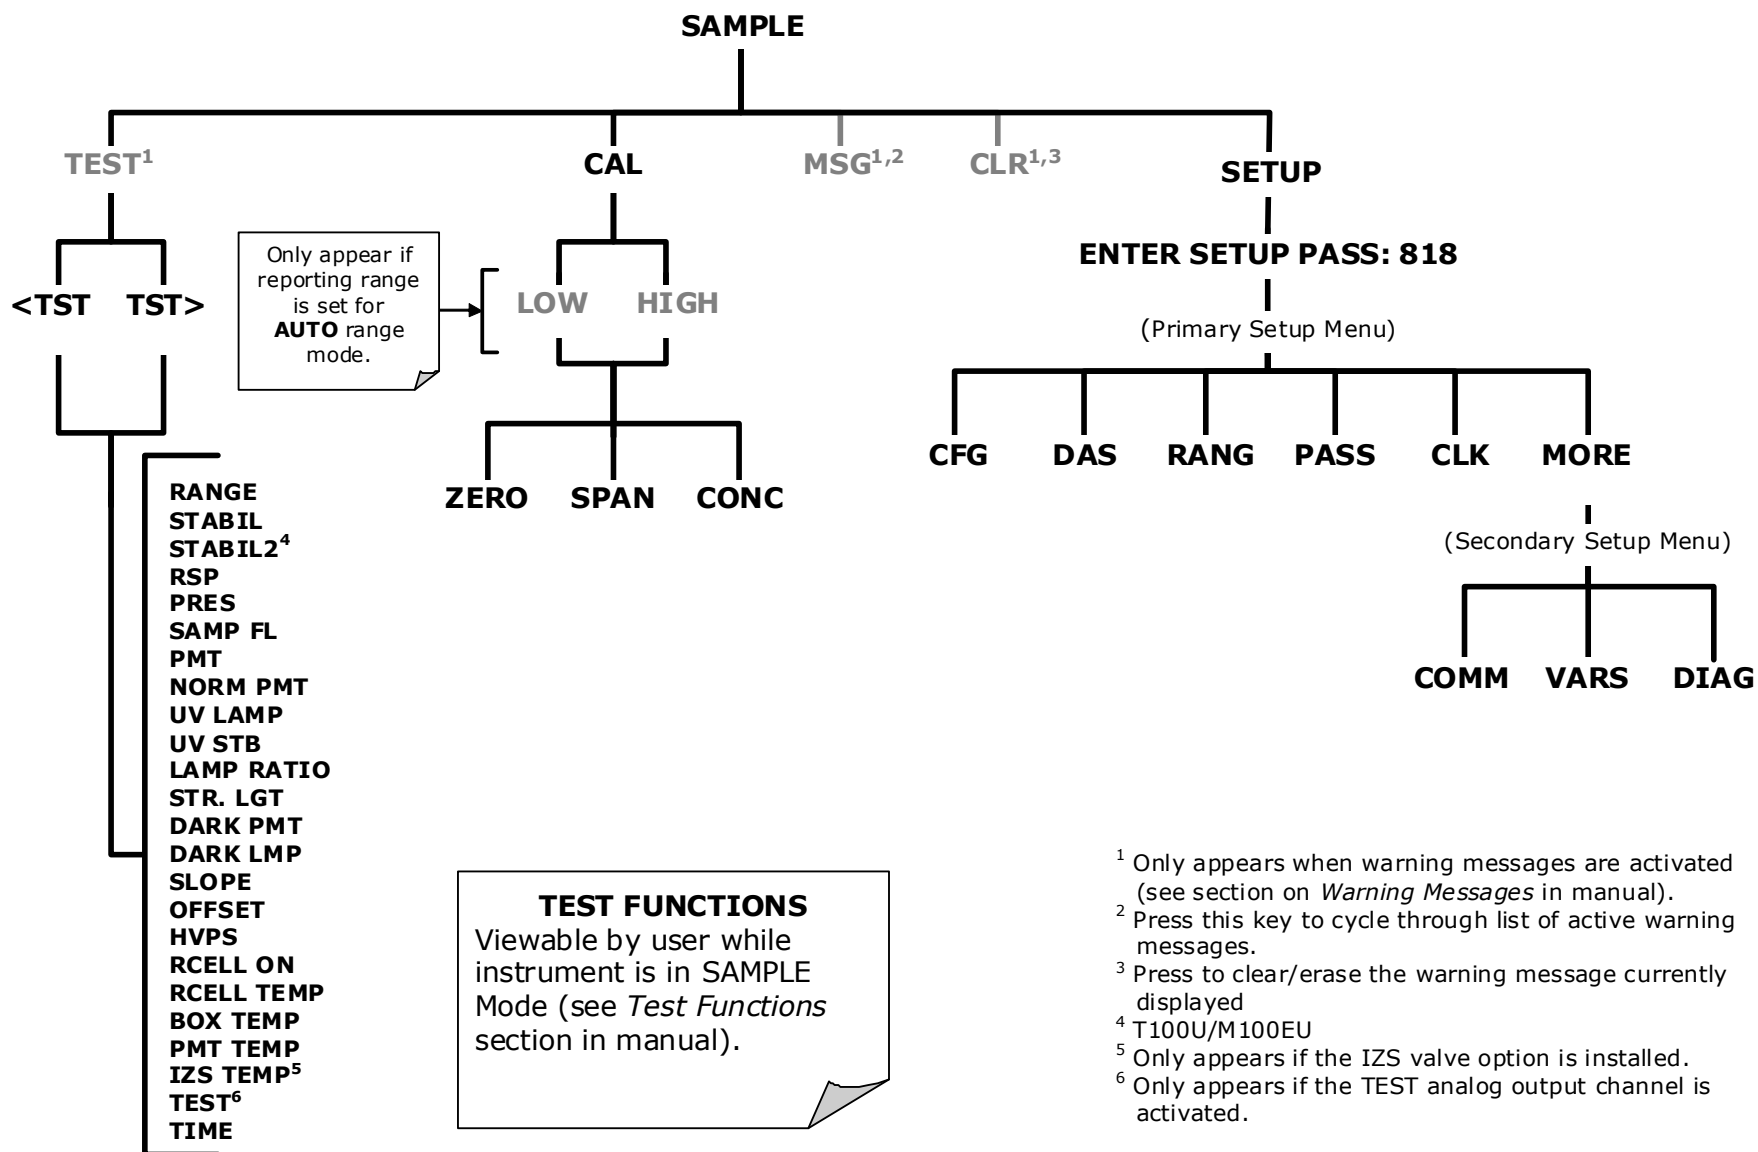 SAMPLE
TEST¹
CAL
MSG¹,²
CLR¹,³
SETUP
<TST TST>
Only appear if
reporting range
is set for
AUTO range
mode.
LOW HIGH
ZERO SPAN CONC
ENTER SETUP PASS: 818
(Primary Setup Menu)
CFG DAS RANG PASS CLK MORE
(Secondary Setup Menu)
COMM VARS DIAG
RANGE
STABIL
STABIL2⁴
RSP
PRES
SAMP FL
PMT
NORM PMT
UV LAMP
UV STB
LAMP RATIO
STR. LGT
DARK PMT
DARK LMP
SLOPE
OFFSET
HVPS
RCELL ON
RCELL TEMP
BOX TEMP
PMT TEMP
IZS TEMP⁵
TEST⁶
TIME
TEST FUNCTIONS
Viewable by user while
instrument is in SAMPLE
Mode (see Test Functions
section in manual).
¹ Only appears when warning messages are activated
(see section on Warning Messages in manual).
² Press this key to cycle through list of active warning
messages.
³ Press to clear/erase the warning message currently
displayed
⁴ T100U/M100EU
⁵ Only appears if the IZS valve option is installed.
⁶ Only appears if the TEST analog output channel is
activated.